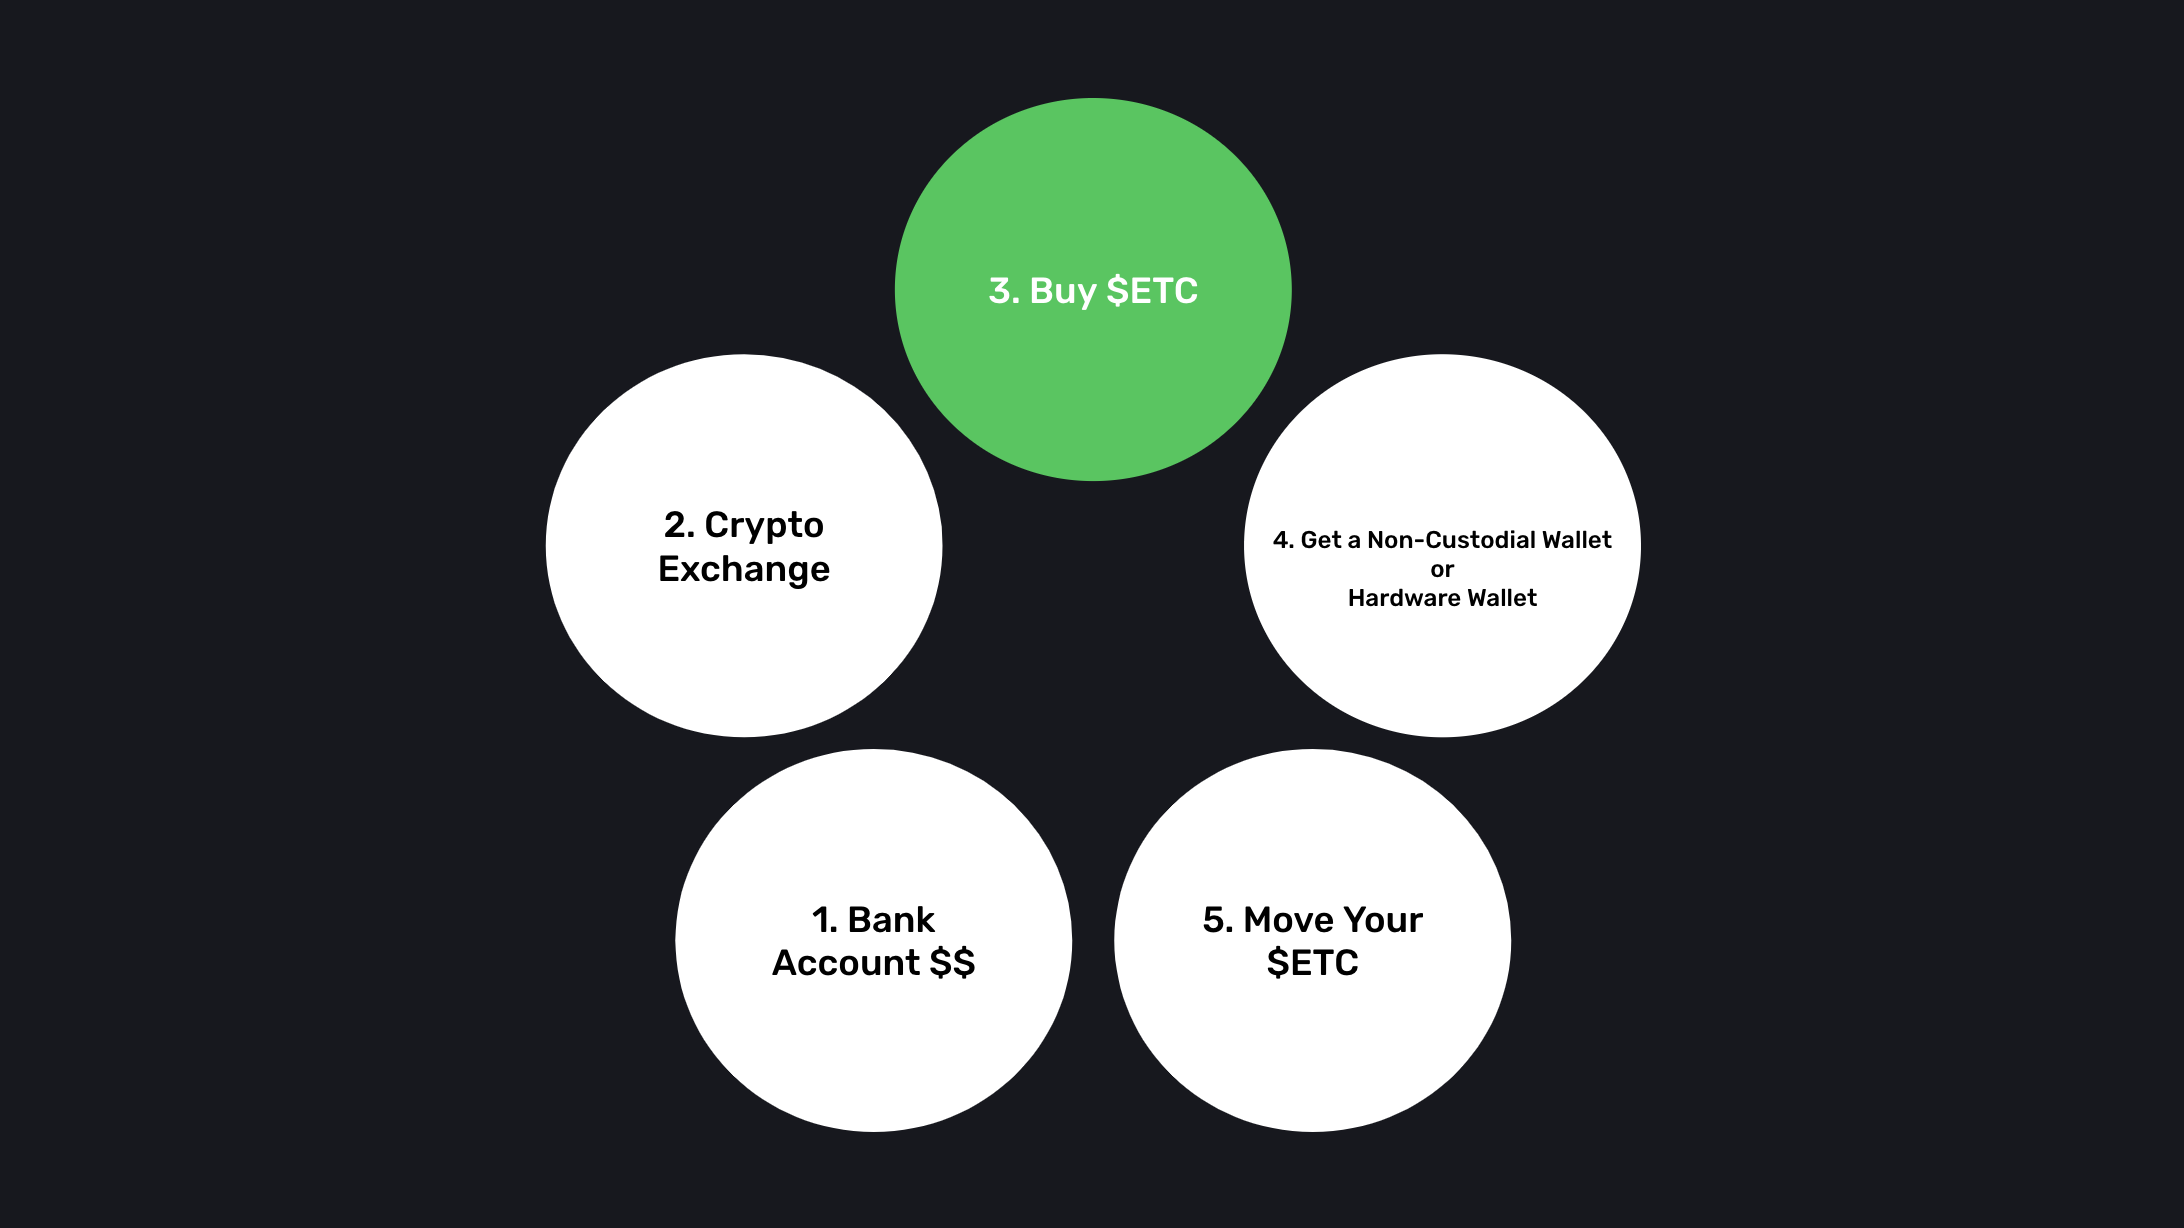 3. Buy $ETC
2. Crypto
Exchange
4. Get a Non-Custodial Wallet
or
Hardware Wallet
1. Bank
Account $$
5. Move Your
$ETC